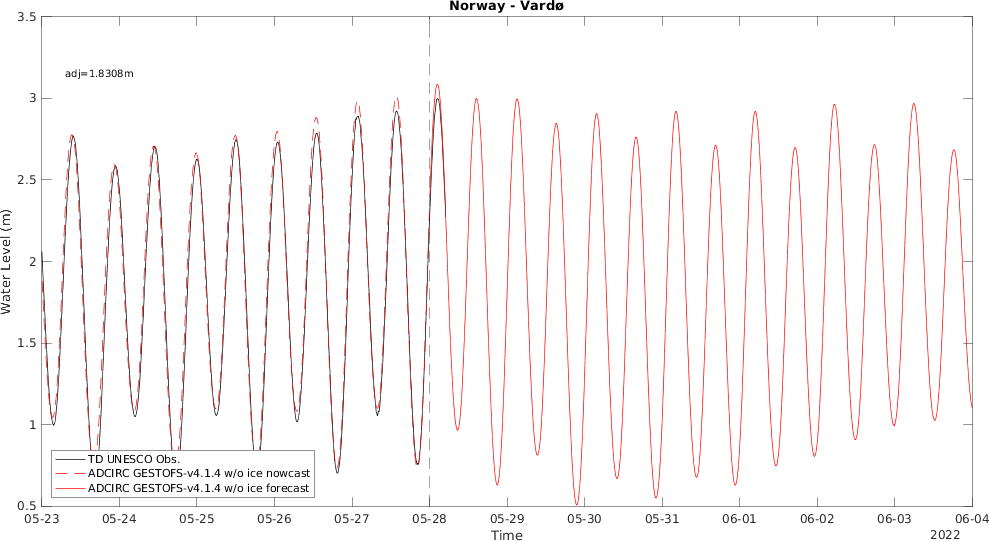 Norway - Vardø
3.5
adj=1.8308m
3
2.5
2
1.5
1
0.5
Water Level (m)
TD UNESCO Obs.
ADCIRC GESTOFS-v4.1.4 w/o ice nowcast
ADCIRC GESTOFS-v4.1.4 w/o ice forecast
05-23 05-24 05-25 05-26 05-27 05-28 05-29 05-30 05-31 06-01 06-02 06-03 06-04
Time
2022